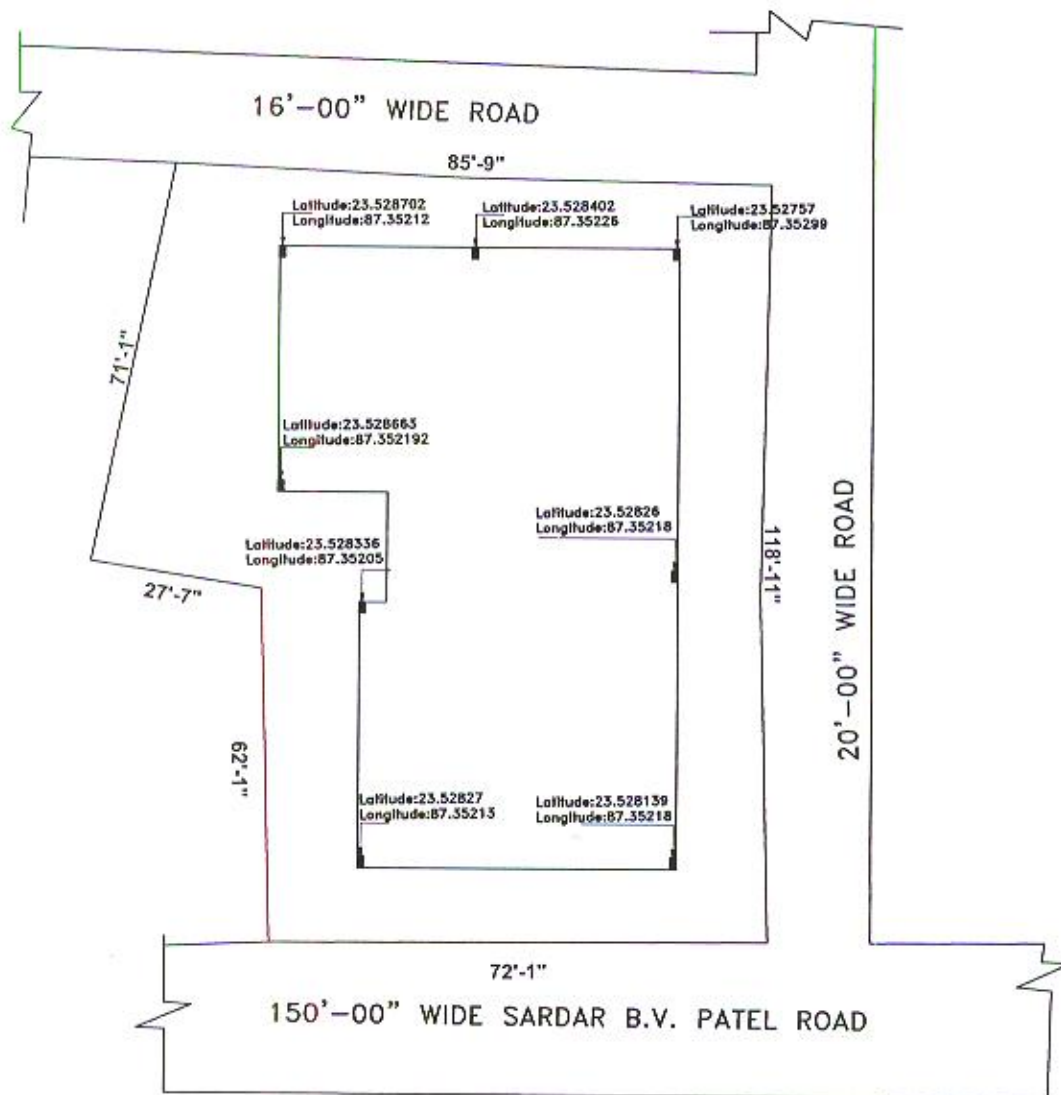 16'-00" WIDE ROAD
85'-9"
Latitude:23.528702
Longitude:87.35212
Latitude:23.528402
Longitude:87.35226
Latitude:23.52757
Longitude:87.35299
71'-1"
Latitude:23.528663
Longitude:87.352192
Latitude:23.52826
Longitude:87.35218
Latitude:23.528336
Longitude:87.35205
118'-11"
20'-00" WIDE ROAD
27'-7"
62'-1"
Latitude:23.52827
Longitude:87.35213
Latitude:23.528139
Longitude:87.35218
72'-1"
150'-00" WIDE SARDAR B.V. PATEL ROAD